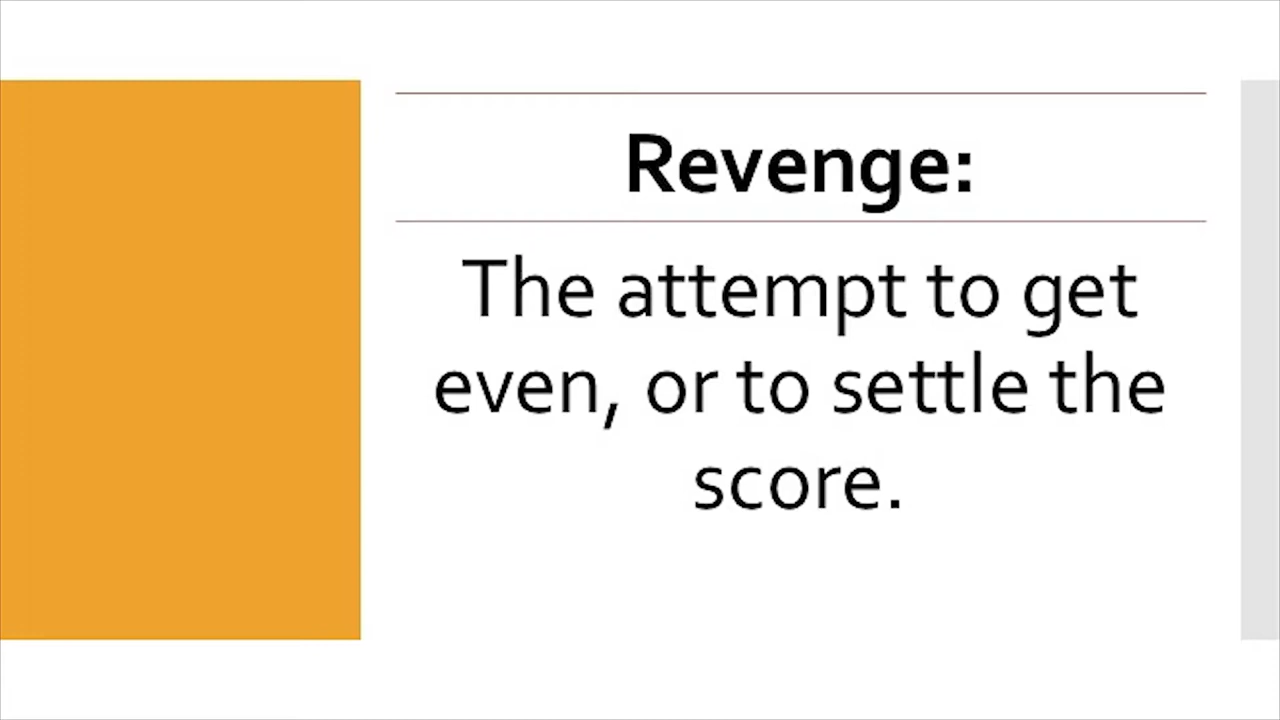 Revenge:
The attempt to get
even, or to settle the
score.